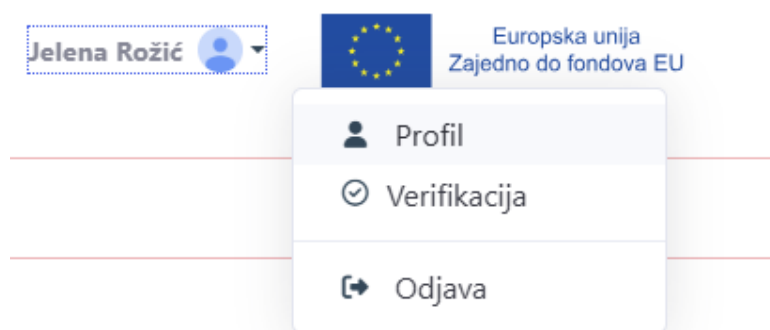 Jelena Rožić
Europska unija
Zajedno do fondova EU
Profil
Verifikacija
Odjava